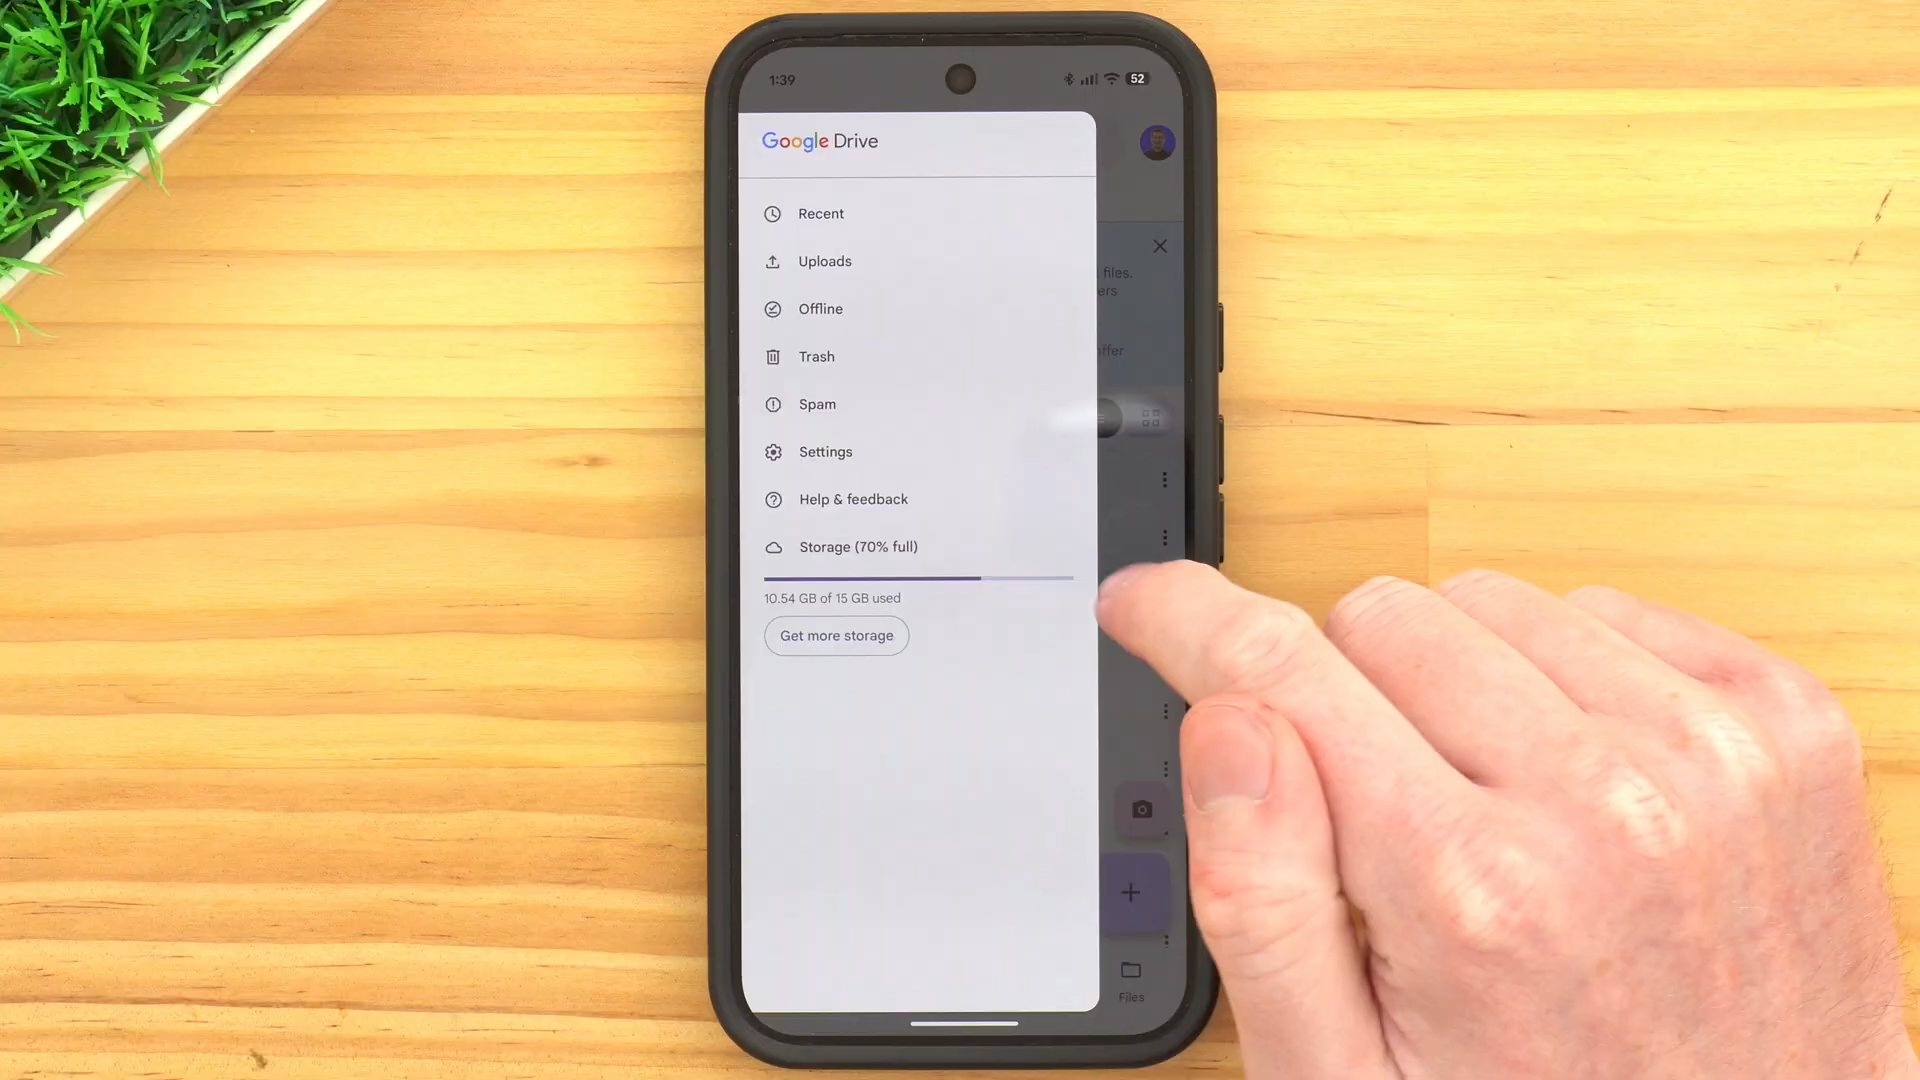 1:39
52
Google Drive
Recent
Uploads
files.
Offline
Trash
Spam
Settings
Help & feedback
Storage (70% full)
10.54 GB of 15 GB used
Get more storage
Files